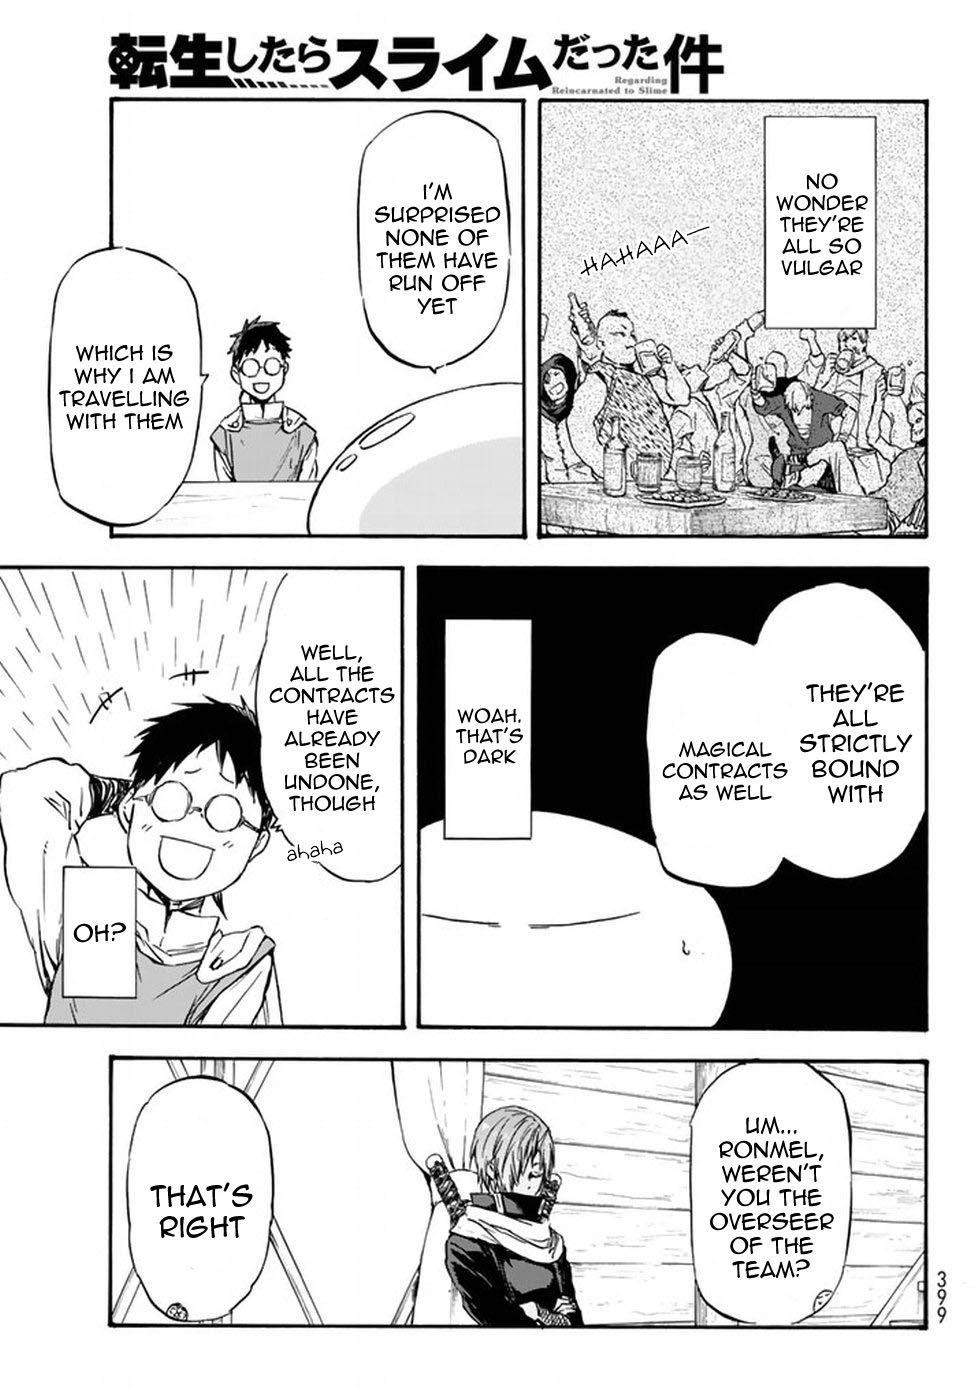 転生したらスライムだった件
Regarding
Reincarnated to Slime
NO
WONDER
THEY'RE
ALL SO
VULGAR
HAHAAA—
I'M
SURPRISED
NONE OF
THEM HAVE
RUN OFF
YET
WHICH IS
WHY I AM
TRAVELLING
WITH THEM
THEY'RE
ALL
STRICTLY
BOUND
WITH
MAGICAL
CONTRACTS
AS WELL
WOAH.
THAT'S
DARK
WELL,
ALL THE
CONTRACTS
HAVE
ALREADY
BEEN
UNDONE,
THOUGH
ahaha
OH?
UM...
RONMEL,
WEREN'T
YOU THE
OVERSEER
OF THE
TEAM?
THAT'S
RIGHT
399